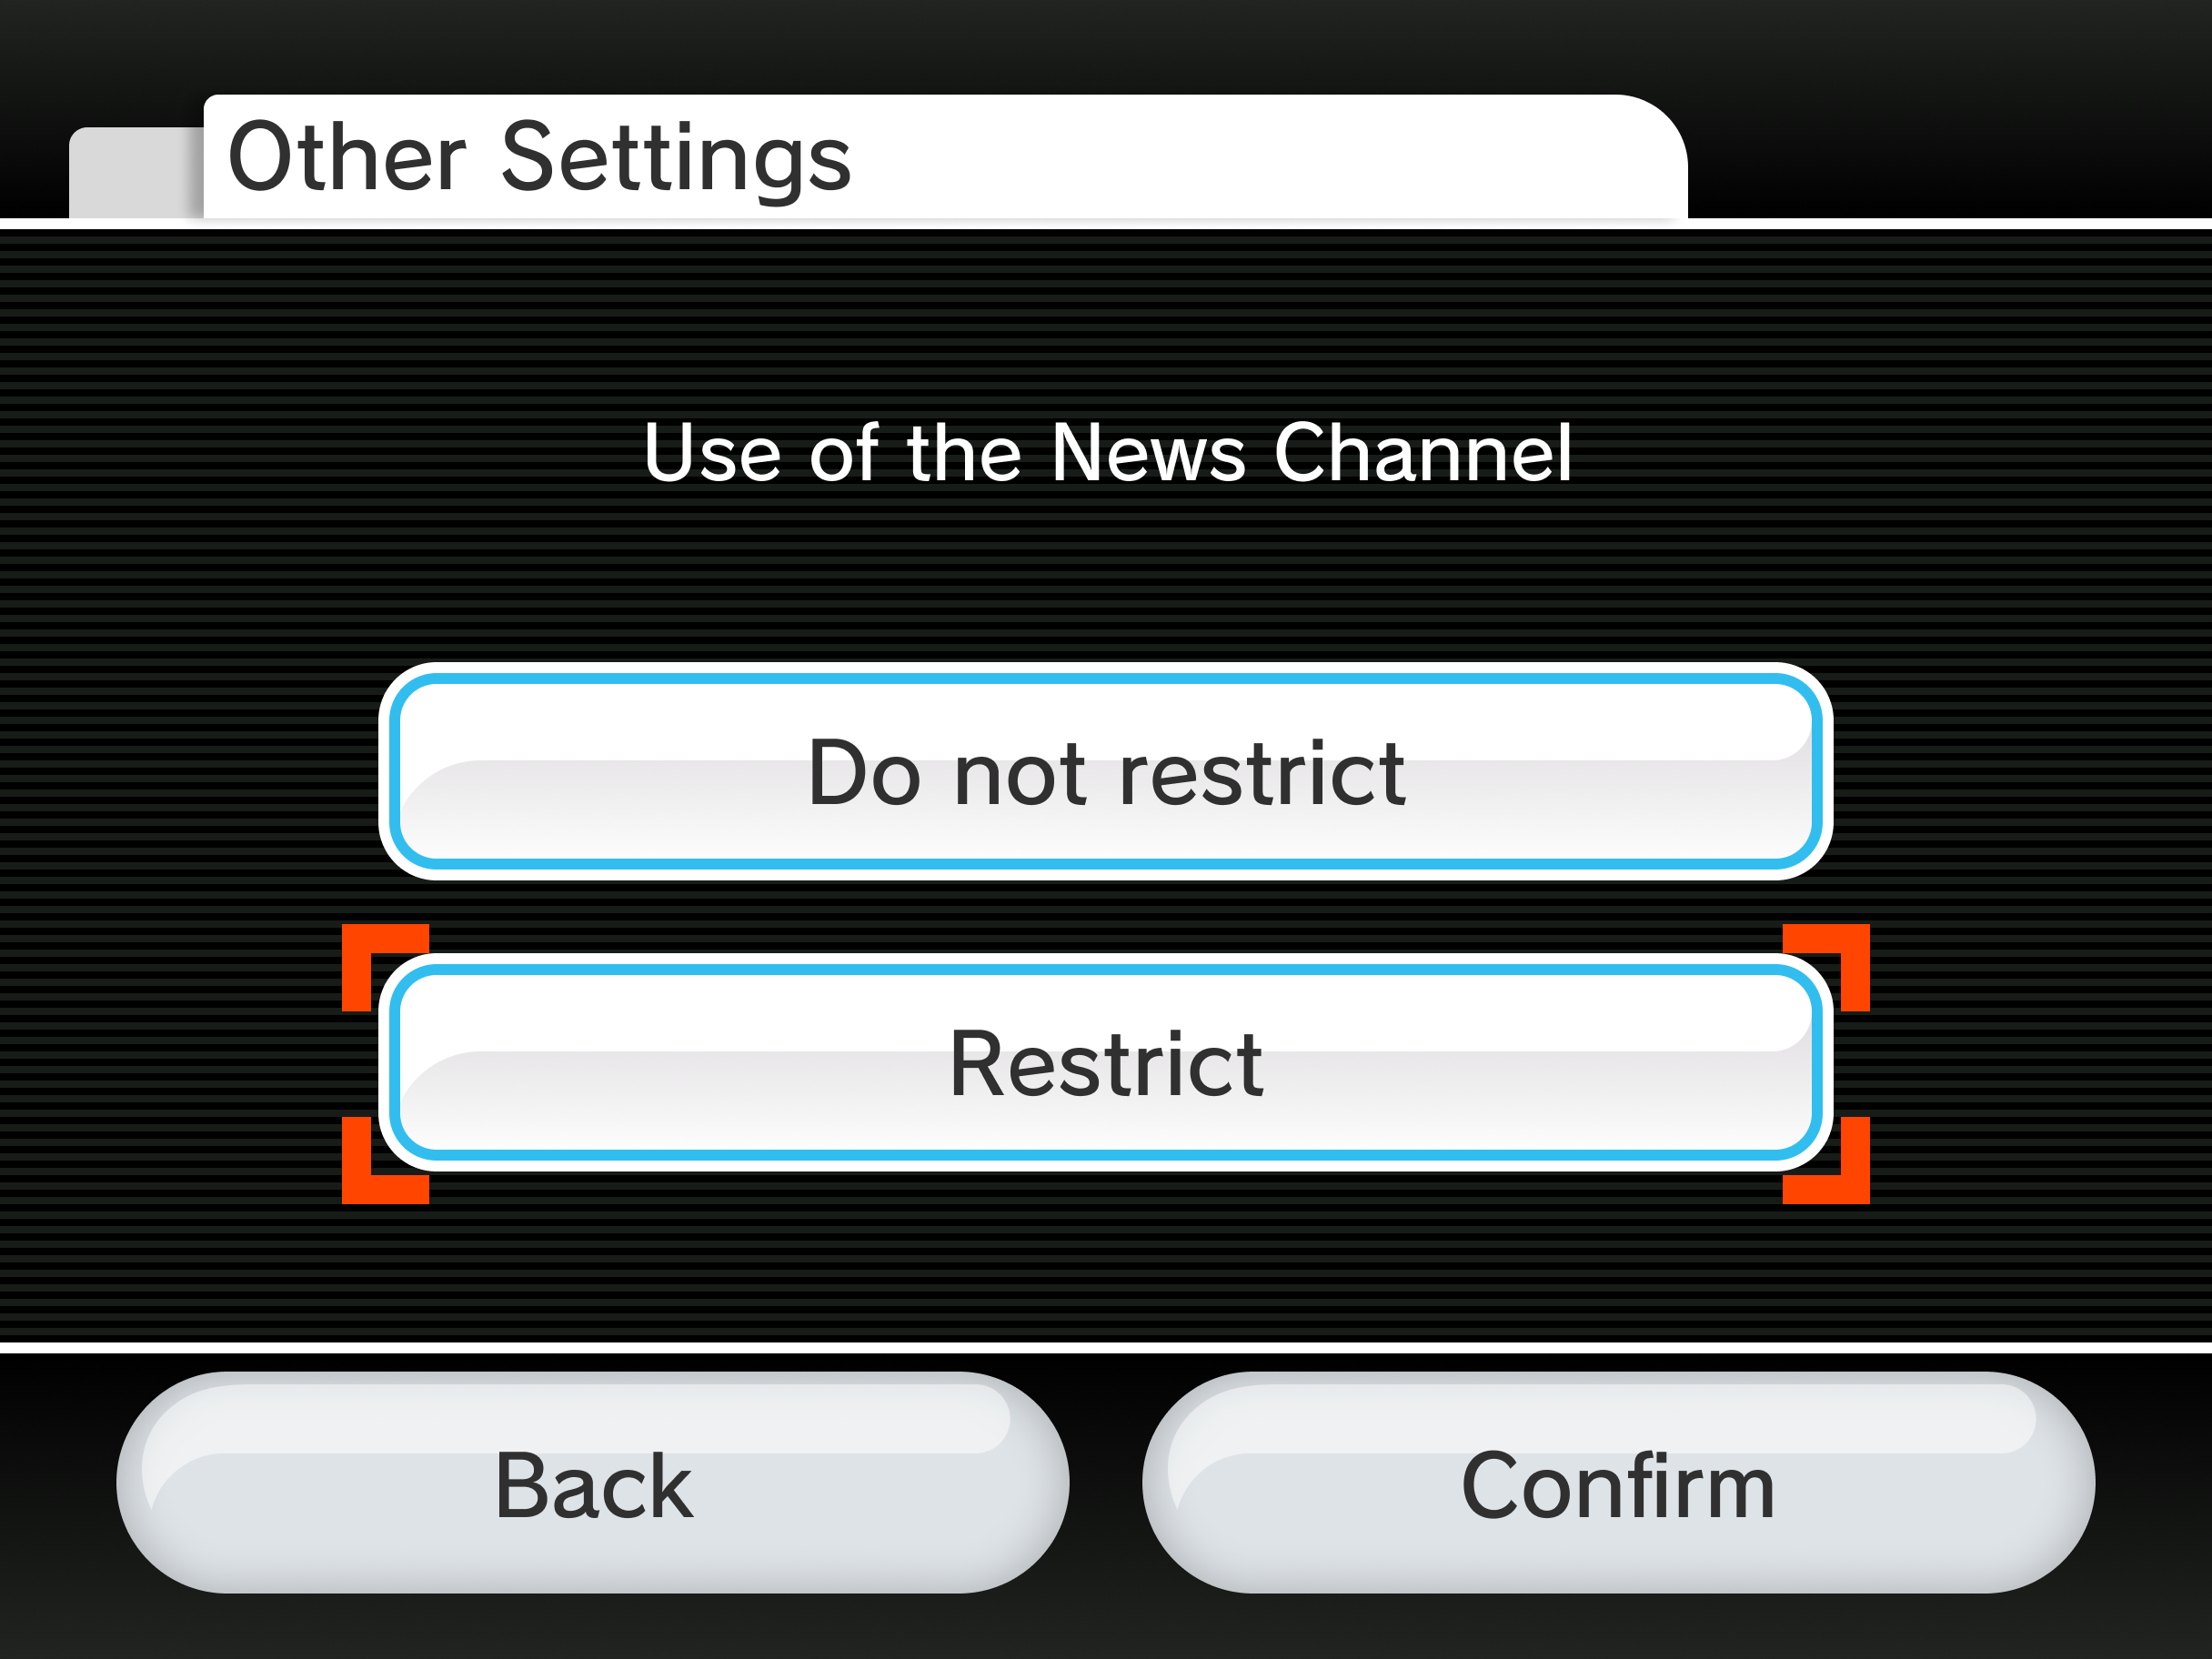 Other Settings
Use of the News Channel
Do not restrict
Restrict
Back
Confirm